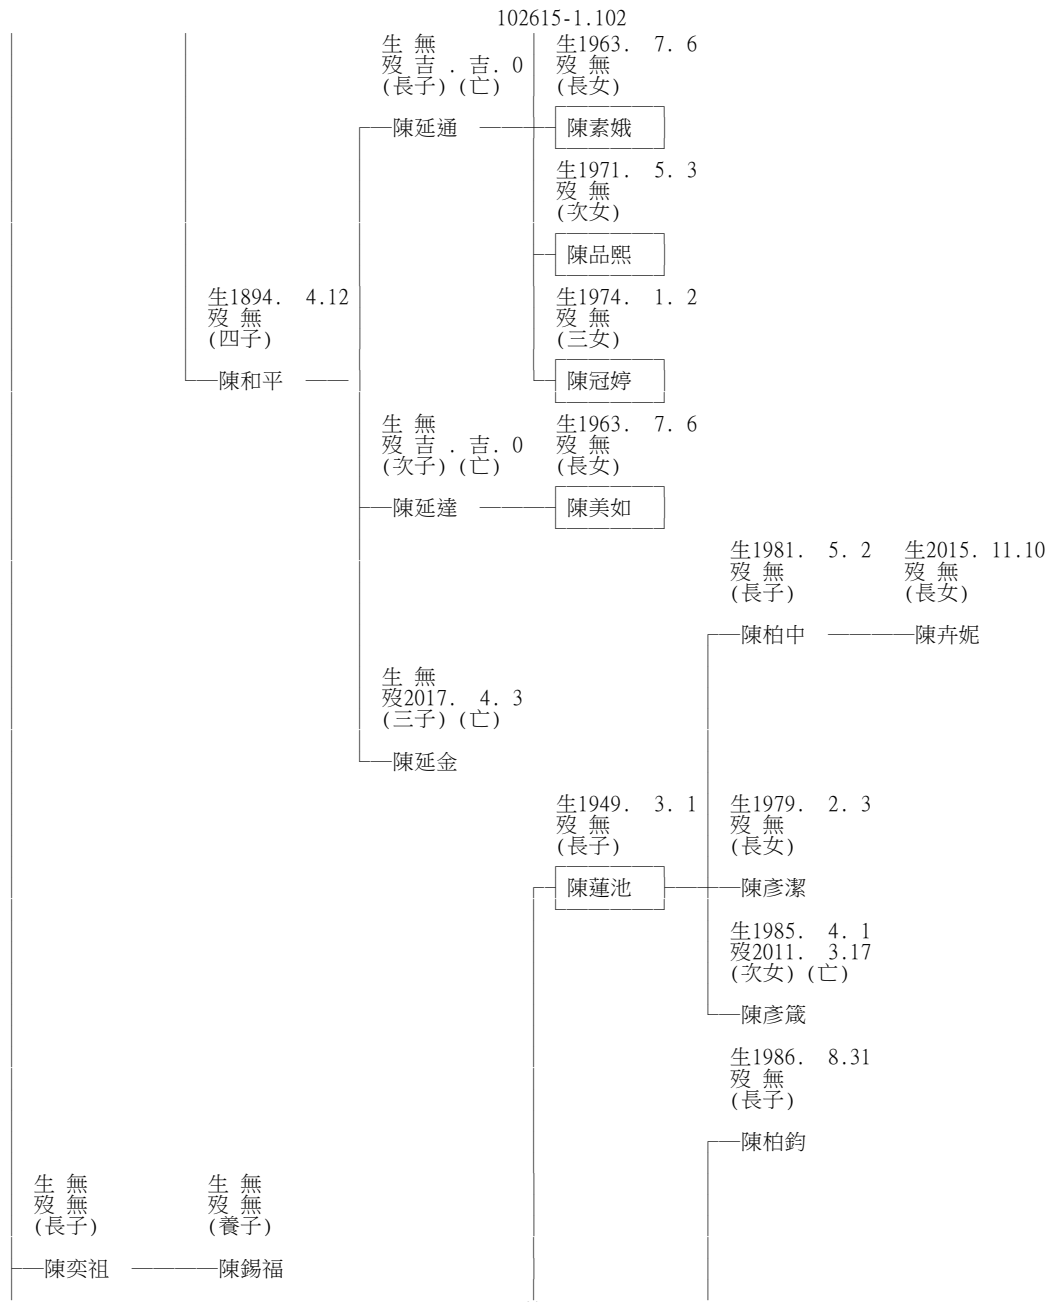 102615-1.102
生 無
歿 吉 . 吉. 0
(長子) (亡)
陳延通
生1963. 7. 6
歿 無
(長女)
陳素娥
生1971. 5. 3
歿 無
(次女)
陳品熙
生1894. 4.12
歿 無
(四子)
陳和平
生1974. 1. 2
歿 無
(三女)
陳冠婷
生 無
歿 吉 . 吉. 0
(次子) (亡)
陳延達
生1963. 7. 6
歿 無
(長女)
陳美如
生1981. 5. 2
歿 無
(長子)
陳柏中
生2015. 11.10
歿 無
(長女)
陳卉妮
生 無
歿2017. 4. 3
(三子) (亡)
陳延金
生1949. 3. 1
歿 無
(長子)
陳蓮池
生1979. 2. 3
歿 無
(長女)
陳彥潔
生1985. 4. 1
歿2011. 3.17
(次女) (亡)
陳彥箴
生1986. 8.31
歿 無
(長子)
陳柏鈞
生 無
歿 無
(長子)
陳奕祖
生 無
歿 無
(養子)
陳錫福